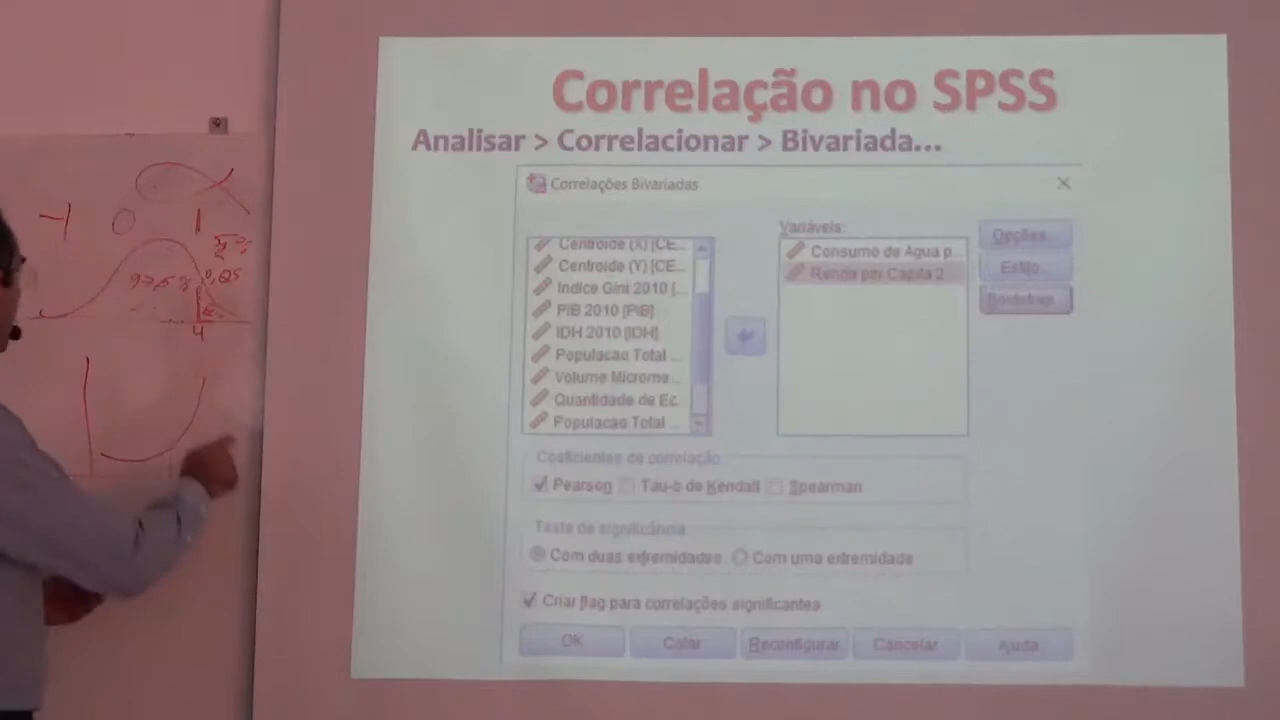 Correlação no SPSS
Analisar > Correlacionar > Bivariada...
Correlações Bivariadas
Variáveis:
Centroide (X) [CE...
Centroide (Y) [CE...
Indice Gini 2010 [...
PIB 2010 [PIB]
IDH 2010 [IDH]
Populacao Total ...
Volume Microme...
Quantidade de Ec...
Populacao Total ...
Consumo de Agua p...
Renda per Capita 2...
Opções...
Estilo...
Bootstrap...
Coeficientes de correlação
Pearson Tau-b de Kendall Spearman
Teste de significância
Com duas extremidades Com uma extremidade
Criar flag para correlações significantes
OK Colar Reconfigurar Cancelar Ajuda
-1 0 1
4